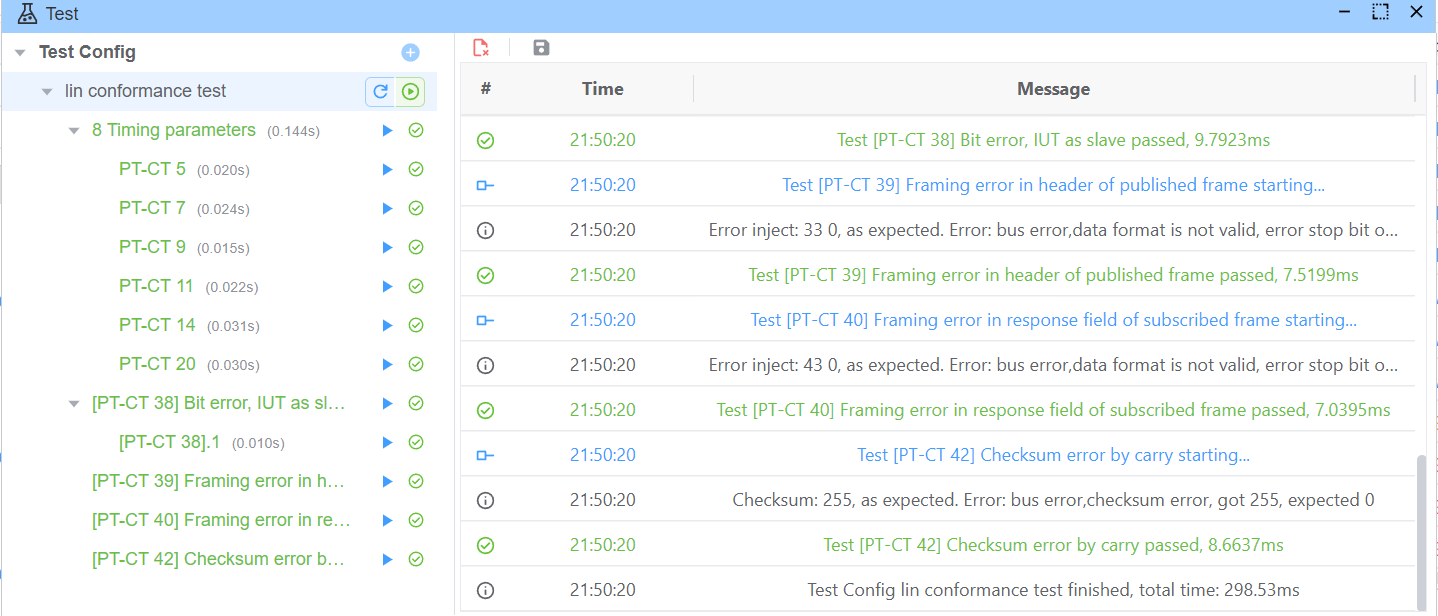 Test
Test Config
lin conformance test
8 Timing parameters (0.144s)
PT-CT 5 (0.020s)
PT-CT 7 (0.024s)
PT-CT 9 (0.015s)
PT-CT 11 (0.022s)
PT-CT 14 (0.031s)
PT-CT 20 (0.030s)
[PT-CT 38] Bit error, IUT as sl...
[PT-CT 38].1 (0.010s)
[PT-CT 39] Framing error in h...
[PT-CT 40] Framing error in re...
[PT-CT 42] Checksum error b...
# Time Message
21:50:20 Test [PT-CT 38] Bit error, IUT as slave passed, 9.7923ms
21:50:20 Test [PT-CT 39] Framing error in header of published frame starting...
21:50:20 Error inject: 33 0, as expected. Error: bus error,data format is not valid, error stop bit o...
21:50:20 Test [PT-CT 39] Framing error in header of published frame passed, 7.5199ms
21:50:20 Test [PT-CT 40] Framing error in response field of subscribed frame starting...
21:50:20 Error inject: 43 0, as expected. Error: bus error,data format is not valid, error stop bit o...
21:50:20 Test [PT-CT 40] Framing error in response field of subscribed frame passed, 7.0395ms
21:50:20 Test [PT-CT 42] Checksum error by carry starting...
21:50:20 Checksum: 255, as expected. Error: bus error,checksum error, got 255, expected 0
21:50:20 Test [PT-CT 42] Checksum error by carry passed, 8.6637ms
21:50:20 Test Config lin conformance test finished, total time: 298.53ms